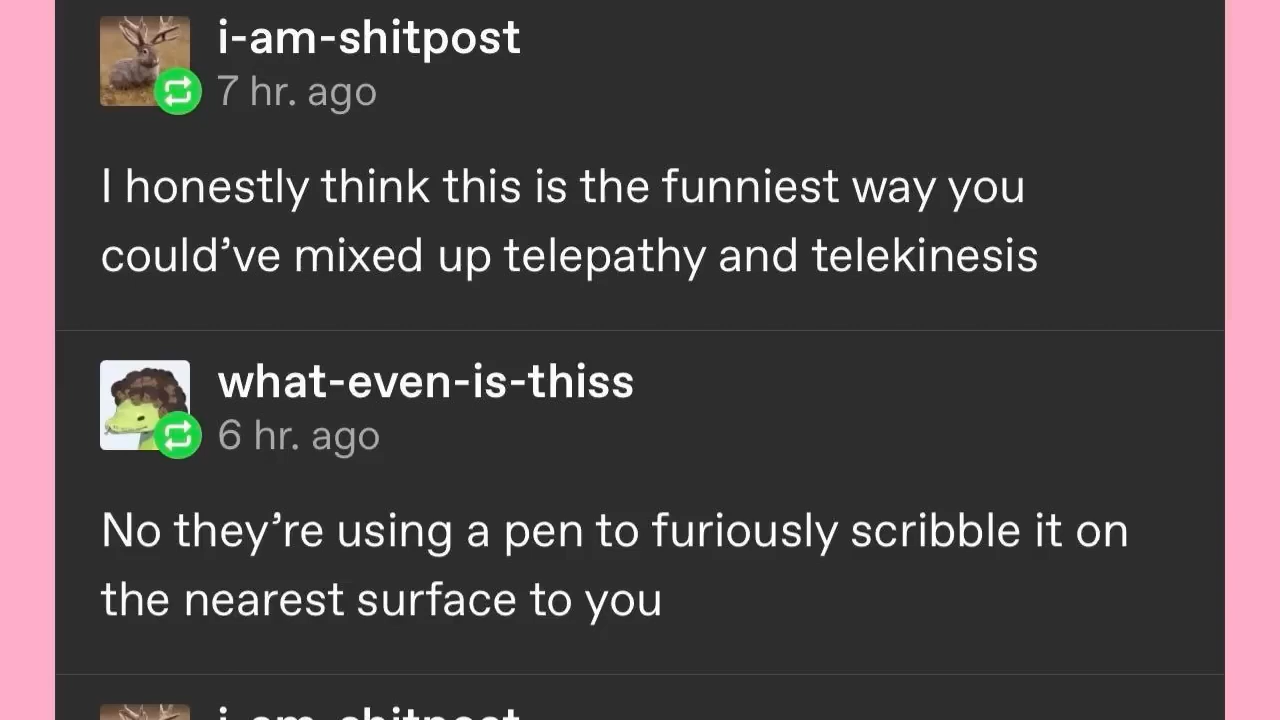 i-am-shitpost
7 hr. ago
I honestly think this is the funniest way you
could’ve mixed up telepathy and telekinesis
what-even-is-thiss
6 hr. ago
No they’re using a pen to furiously scribble it on
the nearest surface to you
i-am-shitpost